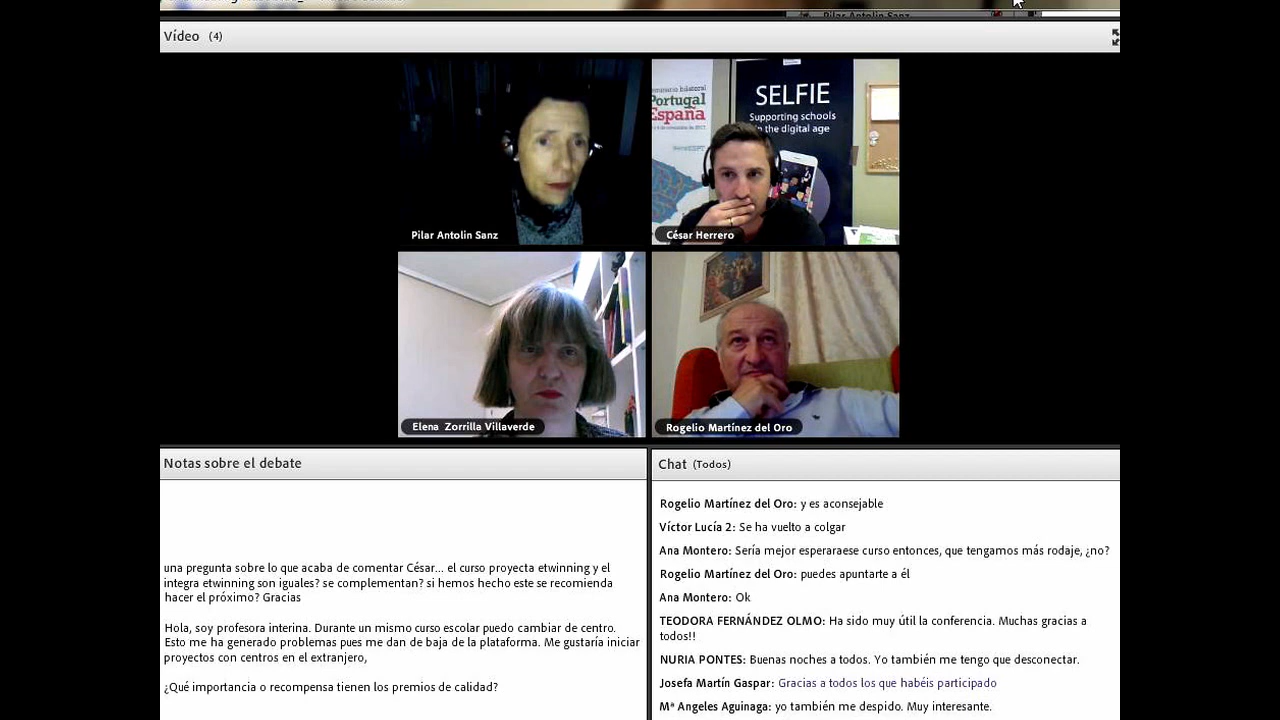 Pilar Antolin Sanz
Vídeo (4)
Portugal
España
SELFIE
Supporting schools
in the digital age
Pilar Antolin Sanz
César Herrero
Elena Zorrilla Villaverde
Rogelio Martínez del Oro
Notas sobre el debate
una pregunta sobre lo que acaba de comentar César... el curso proyecta etwinning y el
integra etwinning son iguales? se complementan? si hemos hecho este se recomienda
hacer el próximo? Gracias
Hola, soy profesora interina. Durante un mismo curso escolar puedo cambiar de centro.
Esto me ha generado problemas pues me dan de baja de la plataforma. Me gustaría iniciar
proyectos con centros en el extranjero,
¿Qué importancia o recompensa tienen los premios de calidad?
Chat (Todos)
Rogelio Martínez del Oro: y es aconsejable
Víctor Lucía 2: Se ha vuelto a colgar
Ana Montero: Sería mejor esperaraese curso entonces, que tengamos más rodaje, ¿no?
Rogelio Martínez del Oro: puedes apuntarte a él
Ana Montero: Ok
TEODORA FERNÁNDEZ OLMO: Ha sido muy útil la conferencia. Muchas gracias a
todos!!
NURIA PONTES: Buenas noches a todos. Yo también me tengo que desconectar.
Josefa Martín Gaspar: Gracias a todos los que habéis participado
Mª Angeles Aguinaga: yo también me despido. Muy interesante.